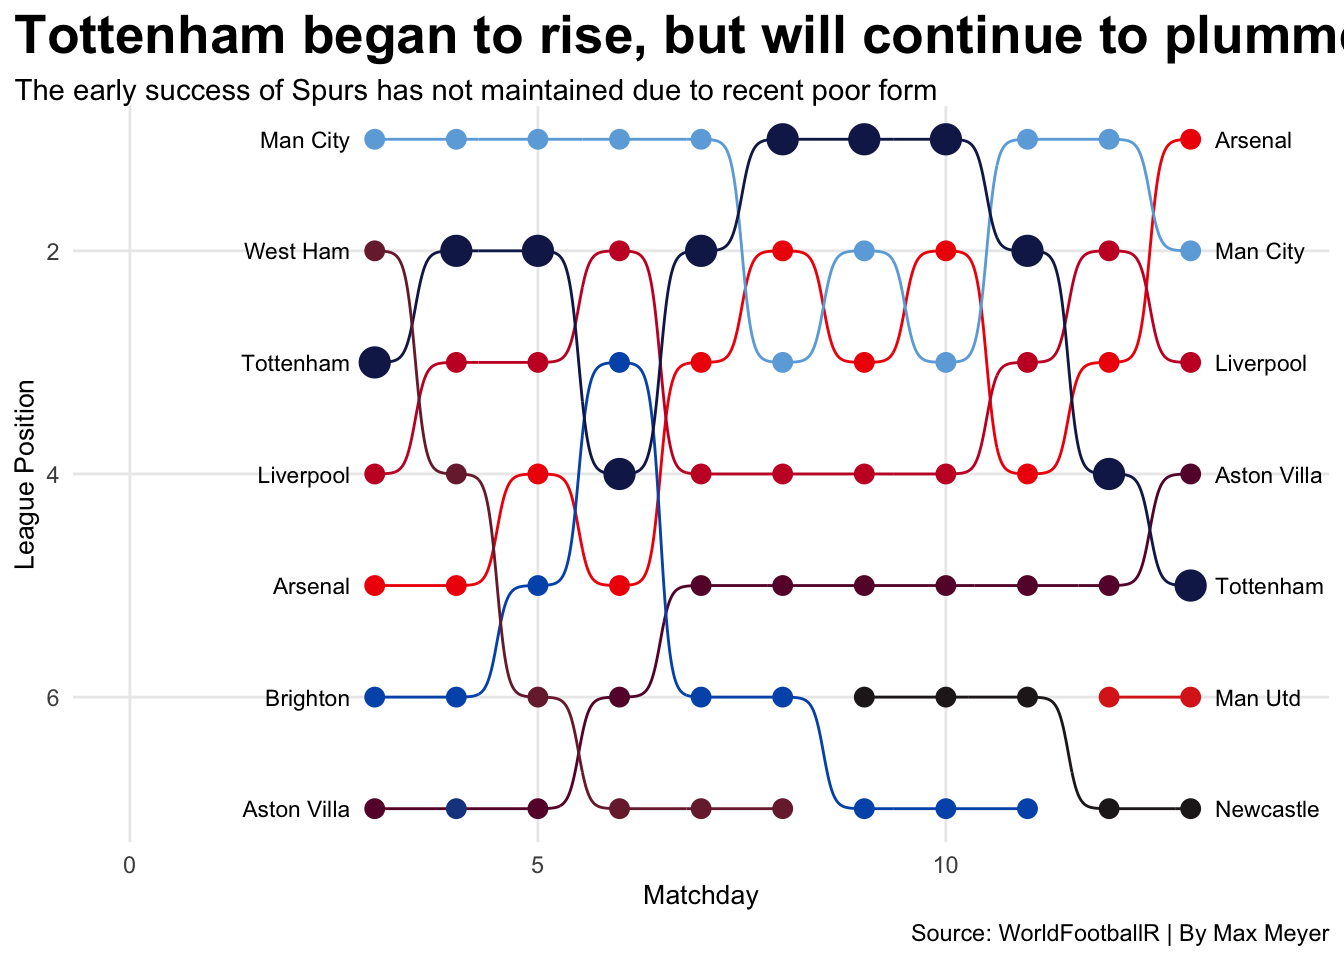 Tottenham began to rise, but will continue to plumm
The early success of Spurs has not maintained due to recent poor form
Man City
Arsenal
2
West Ham
Man City
Tottenham
Liverpool
League Position
4
Liverpool
Aston Villa
Arsenal
Tottenham
6
Brighton
Man Utd
Aston Villa
Newcastle
0
5
10
Matchday
Source: WorldFootballR | By Max Meyer